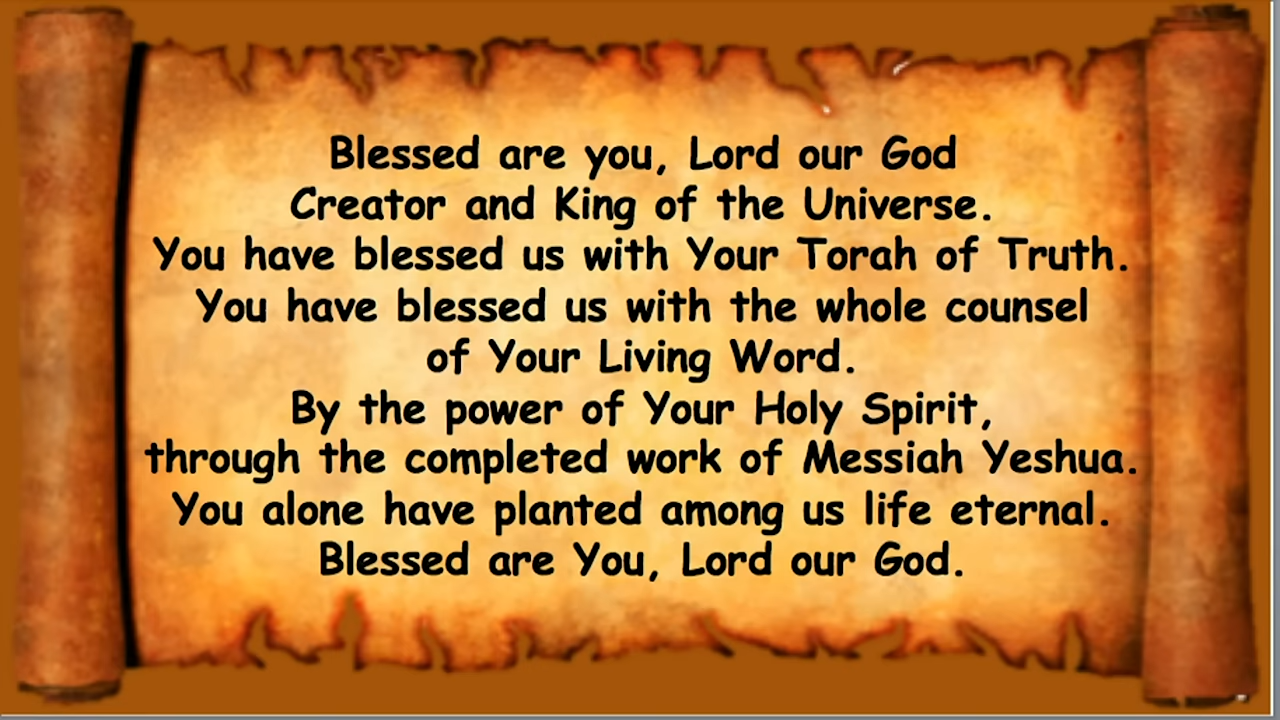 Blessed are you, Lord our God
Creator and King of the Universe.
You have blessed us with Your Torah of Truth.
You have blessed us with the whole counsel
of Your Living Word.
By the power of Your Holy Spirit,
through the completed work of Messiah Yeshua.
You alone have planted among us life eternal.
Blessed are You, Lord our God.